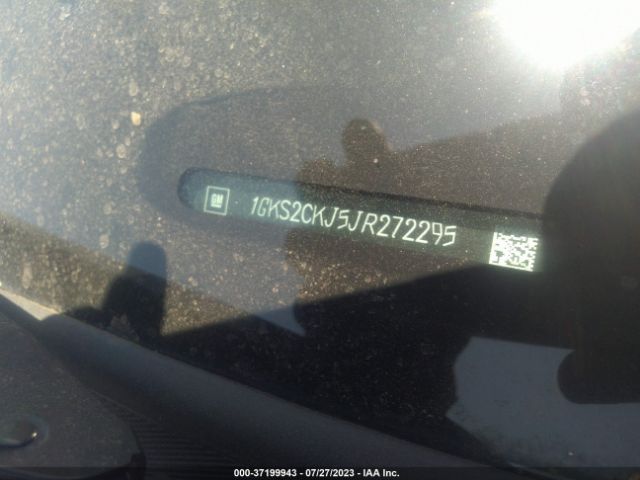 GM 1GKS2CKJ5JR272295
000-37199943 - 07/27/2023 - IAA Inc.